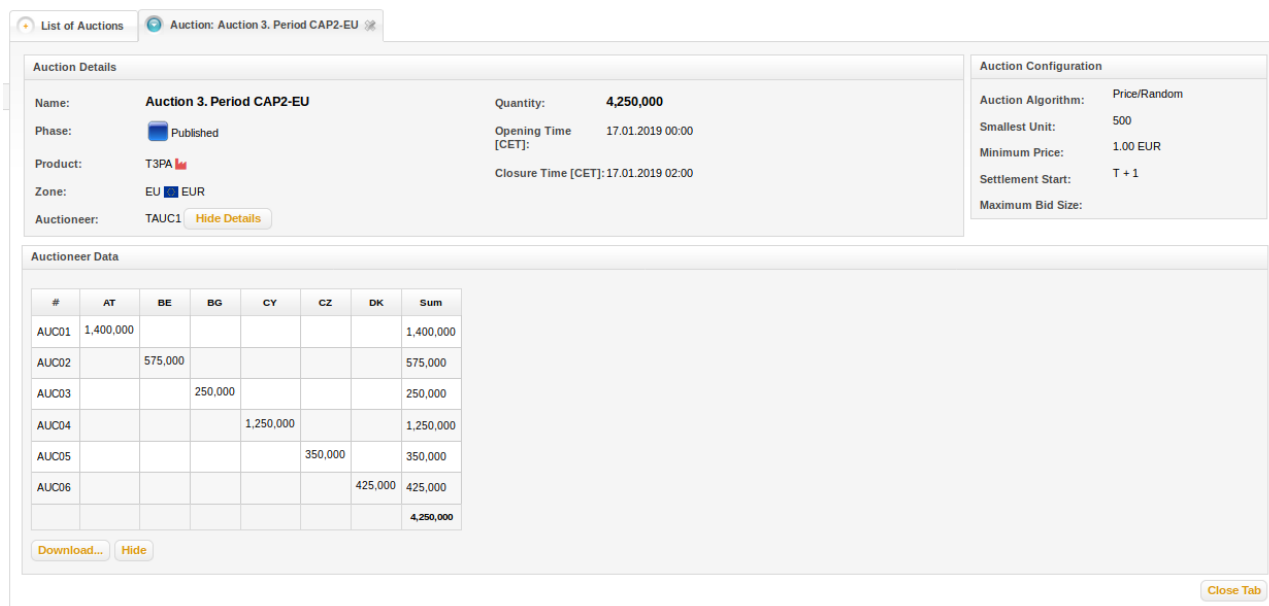 List of Auctions
Auction: Auction 3. Period CAP2-EU
Auction Details
Name: Auction 3. Period CAP2-EU
Phase: Published
Product: T3PA
Zone: EU EUR
Auctioneer: TAUC1 Hide Details
Quantity: 4,250,000
Opening Time 17.01.2019 00:00
[CET]:
Closure Time [CET]: 17.01.2019 02:00
Auction Configuration
Auction Algorithm: Price/Random
Smallest Unit: 500
Minimum Price: 1.00 EUR
Settlement Start: T + 1
Maximum Bid Size:
Auctioneer Data
# AT BE BG CY CZ DK Sum
AUC01 1,400,000 1,400,000
AUC02 575,000 575,000
AUC03 250,000 250,000
AUC04 1,250,000 1,250,000
AUC05 350,000 350,000
AUC06 425,000 425,000
4,250,000
Download... Hide
Close Tab